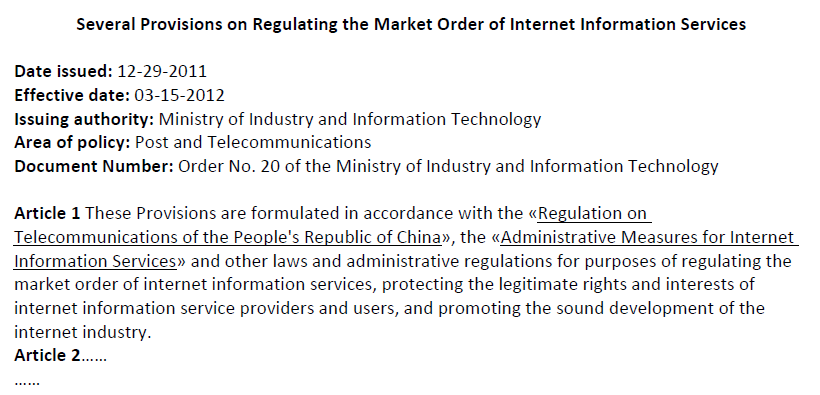 Several Provisions on Regulating the Market Order of Internet Information Services
Date issued: 12-29-2011
Effective date: 03-15-2012
Issuing authority: Ministry of Industry and Information Technology
Area of policy: Post and Telecommunications
Document Number: Order No. 20 of the Ministry of Industry and Information Technology
Article 1 These Provisions are formulated in accordance with the «Regulation on
Telecommunications of the People's Republic of China», the «Administrative Measures for Internet
Information Services» and other laws and administrative regulations for purposes of regulating the
market order of internet information services, protecting the legitimate rights and interests of
internet information service providers and users, and promoting the sound development of the
internet industry.
Article 2……
……